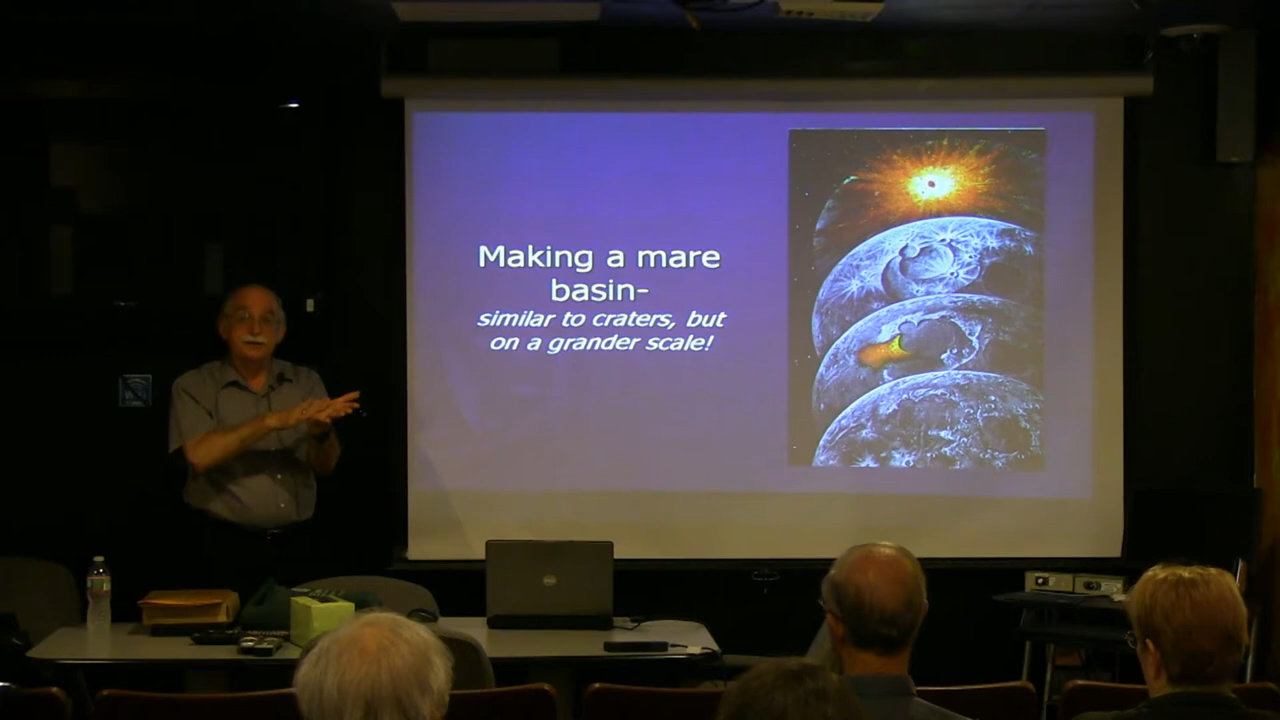 Making a mare
basin-
similar to craters, but
on a grander scale!